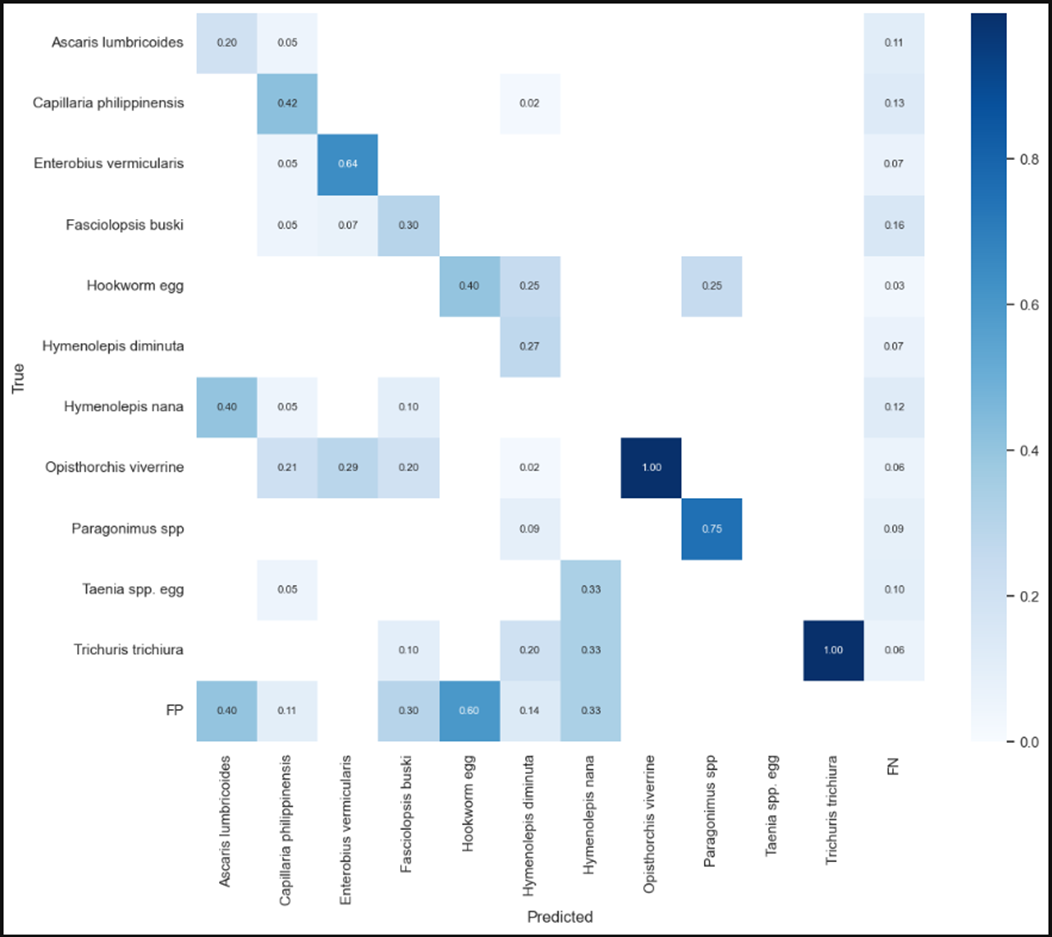 Ascaris lumbricoides 0.20 0.05 0.11
Capillaria philippinensis 0.42 0.02 0.13
Enterobius vermicularis 0.05 0.64 0.07
0.8
Fasciolopsis buski 0.05 0.07 0.30 0.16
Hookworm egg 0.40 0.25 0.25 0.03
0.6
Hymenolepis diminuta 0.27 0.07
True
Hymenolepis nana 0.40 0.05 0.10 0.12
0.4
Opisthorchis viverrine 0.21 0.29 0.20 0.02 1.00 0.06
Paragonimus spp 0.09 0.75 0.09
Taenia spp. egg 0.05 0.33 0.10
0.2
Trichuris trichiura 0.10 0.20 0.33 1.00 0.06
FP 0.40 0.11 0.30 0.60 0.14 0.33
0.0
Ascaris lumbricoides
Capillaria philippinensis
Enterobius vermicularis
Fasciolopsis buski
Hookworm egg
Hymenolepis diminuta
Hymenolepis nana
Opisthorchis viverrine
Paragonimus spp
Taenia spp. egg
Trichuris trichiura
FN
Predicted